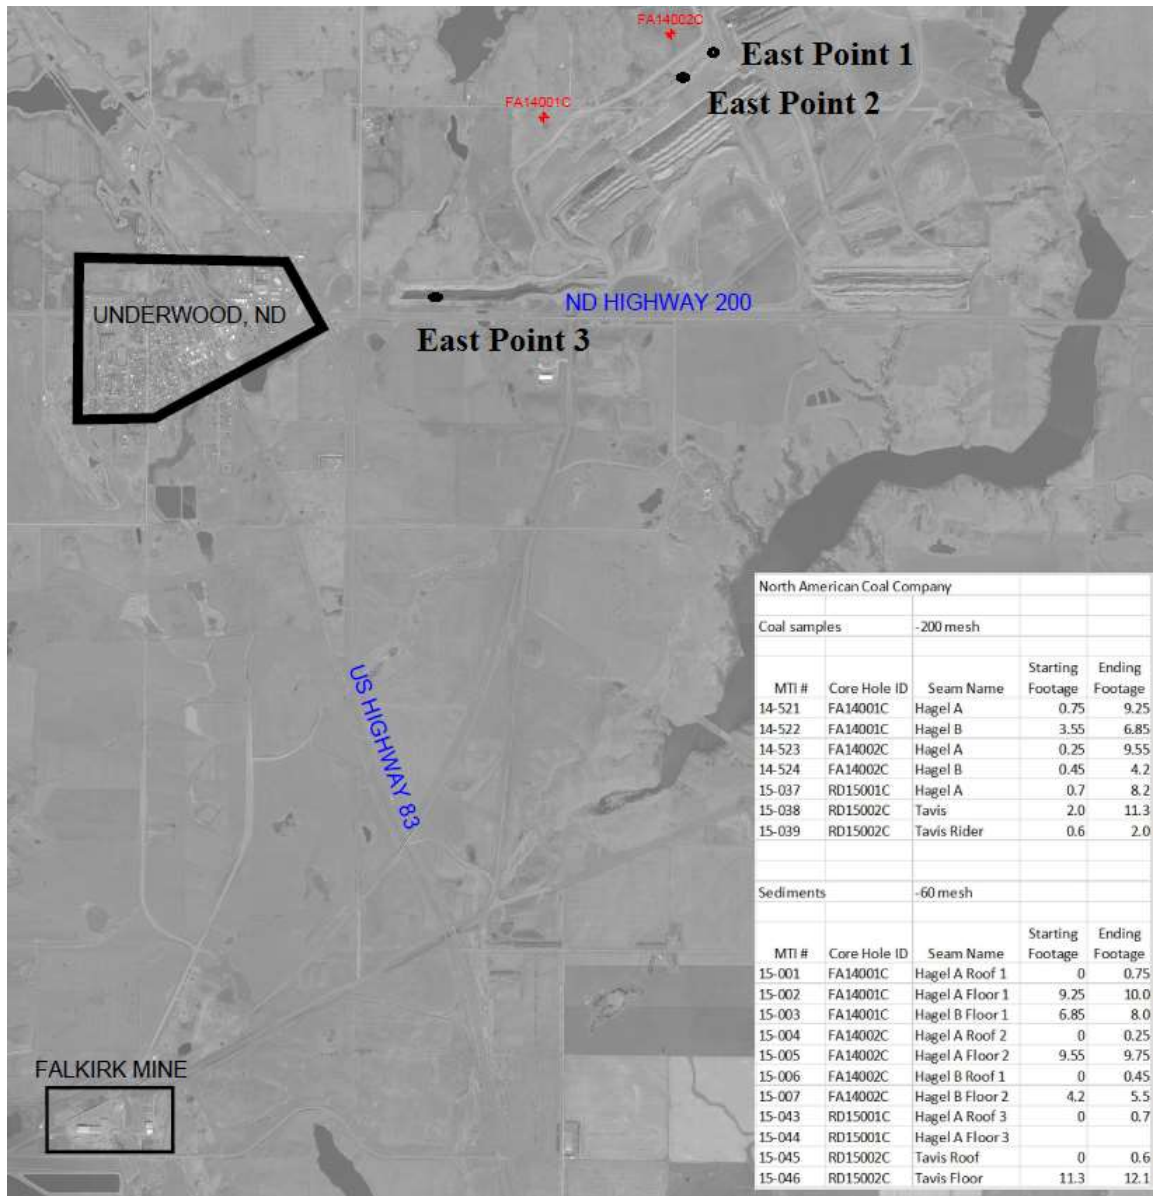 FA14002C
East Point 1
East Point 2
FA14001C
UNDERWOOD, ND
ND HIGHWAY 200
East Point 3
US HIGHWAY 83
FALKIRK MINE
North American Coal Company
Coal samples -200 mesh
Starting Ending
MTI # Core Hole ID Seam Name Footage Footage
14-521 FA14001C Hagel A 0.75 9.25
14-522 FA14001C Hagel B 3.55 6.85
14-523 FA14002C Hagel A 0.25 9.55
14-524 FA14002C Hagel B 0.45 4.2
15-037 RD15001C Hagel A 0.7 8.2
15-038 RD15002C Tavis 2.0 11.3
15-039 RD15002C Tavis Rider 0.6 2.0
Sediments -60 mesh
Starting Ending
MTI # Core Hole ID Seam Name Footage Footage
15-001 FA14001C Hagel A Roof 1 0 0.75
15-002 FA14001C Hagel A Floor 1 9.25 10.0
15-003 FA14001C Hagel B Floor 1 6.85 8.0
15-004 FA14002C Hagel A Roof 2 0 0.25
15-005 FA14002C Hagel A Floor 2 9.55 9.75
15-006 FA14002C Hagel B Roof 1 0 0.45
15-007 FA14002C Hagel B Floor 2 4.2 5.5
15-043 RD15001C Hagel A Roof 3 0 0.7
15-044 RD15001C Hagel A Floor 3
15-045 RD15002C Tavis Roof 0 0.6
15-046 RD15002C Tavis Floor 11.3 12.1